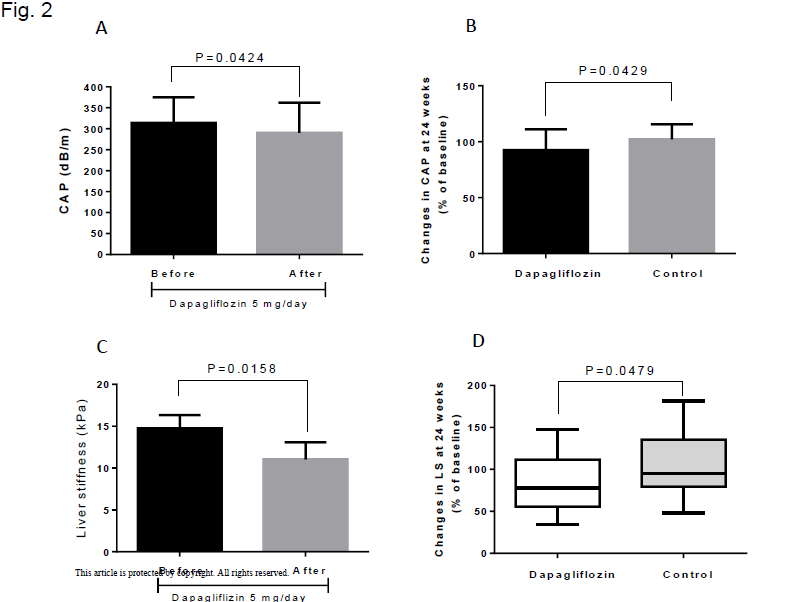 Fig. 2
A
P=0.0424
400
350
300
250
200
150
100
50
0
CAP (dB/m)
Before After
Dapagliflozin 5 mg/day
B
P=0.0429
150
100
50
0
Changes in CAP at 24 weeks
(% of baseline)
Dapagliflozin Control
C
P=0.0158
20
15
10
5
0
Liver stiffness (kPa)
Before After
This article is protected by copyright. All rights reserved.
Dapagliflizin 5 mg/day
D
P=0.0479
200
150
100
50
0
Changes in LS at 24 weeks
(% of baseline)
Dapagliflozin Control